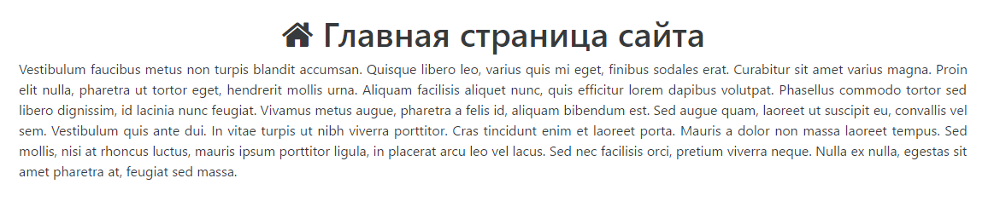 Главная страница сайта
Vestibulum faucibus metus non turpis blandit accumsan. Quisque libero leo, varius quis mi eget, finibus sodales erat. Curabitur sit amet varius magna. Proin
elit nulla, pharetra ut tortor eget, hendrerit mollis urna. Aliquam facilisis aliquet nunc, quis efficitur lorem dapibus volutpat. Phasellus commodo tortor sed
libero dignissim, id lacinia nunc feugiat. Vivamus metus augue, pharetra a felis id, aliquam bibendum est. Sed augue quam, laoreet ut suscipit eu, convallis vel
sem. Vestibulum quis ante dui. In vitae turpis ut nibh viverra porttitor. Cras tincidunt enim et laoreet porta. Mauris a dolor non massa laoreet tempus. Sed
mollis, nisi at rhoncus luctus, mauris ipsum porttitor ligula, in placerat arcu leo vel lacus. Sed nec facilisis orci, pretium viverra neque. Nulla ex nulla, egestas sit
amet pharetra at, feugiat sed massa.